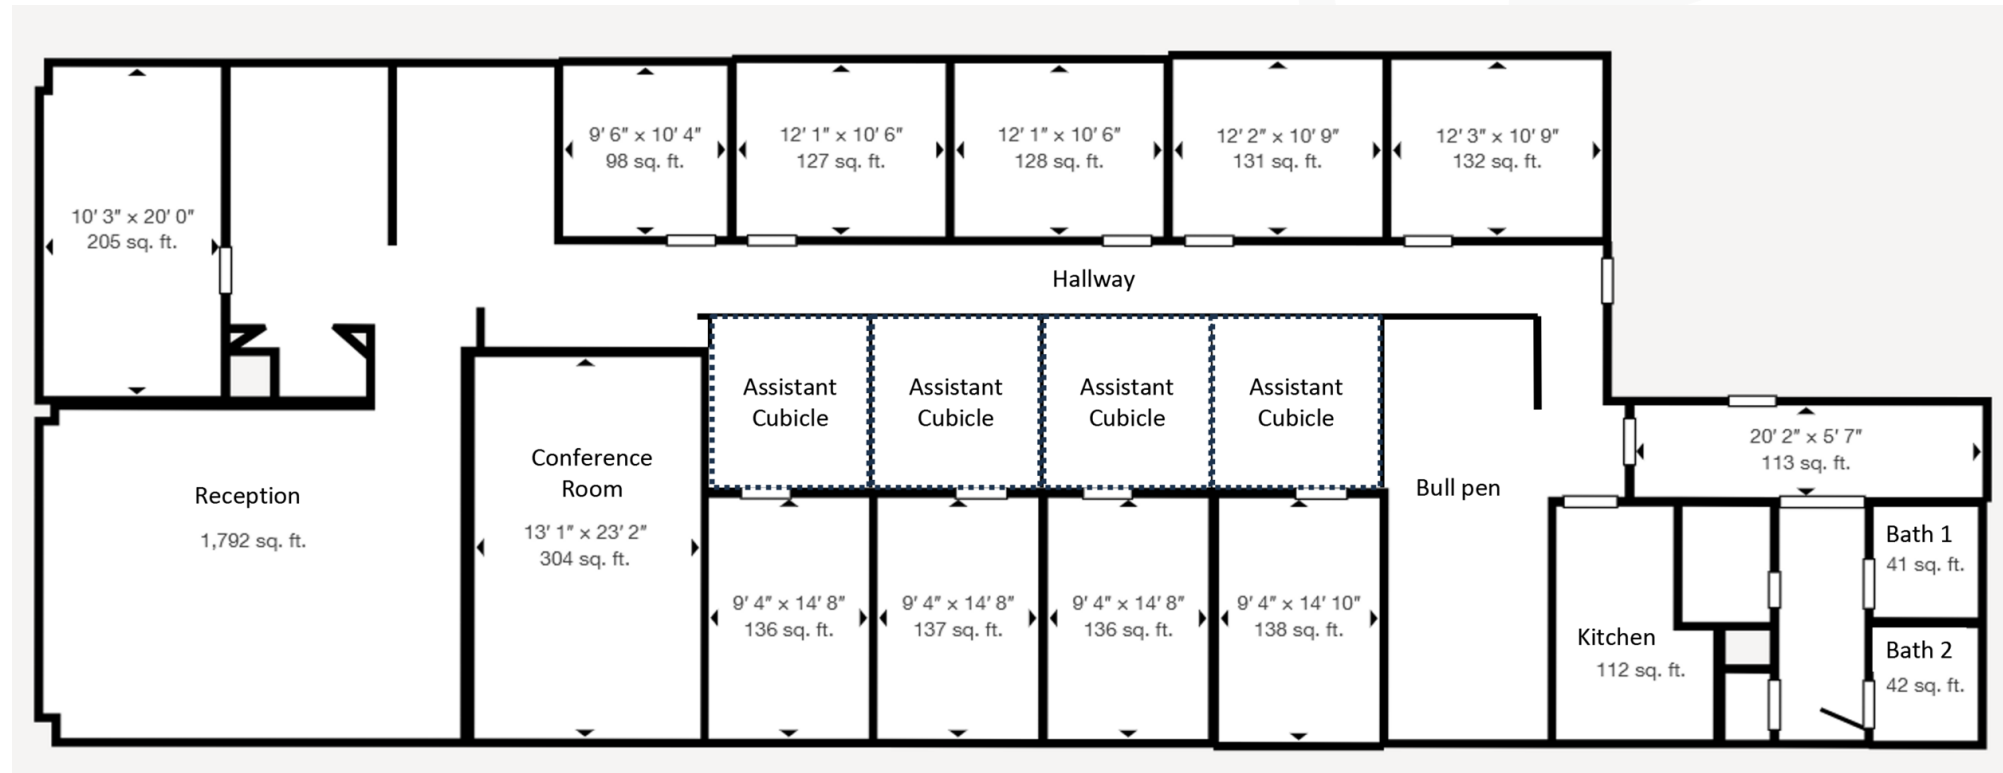 9′ 6″ × 10′ 4″
98 sq. ft.
12′ 1″ × 10′ 6″
127 sq. ft.
12′ 1″ × 10′ 6″
128 sq. ft.
12′ 2″ × 10′ 9″
131 sq. ft.
12′ 3″ × 10′ 9″
132 sq. ft.
10′ 3″ × 20′ 0″
205 sq. ft.
Hallway
Assistant
Cubicle
Assistant
Cubicle
Assistant
Cubicle
Assistant
Cubicle
20′ 2″ × 5′ 7″
113 sq. ft.
Reception
1,792 sq. ft.
Conference
Room
13′ 1″ × 23′ 2″
304 sq. ft.
Bull pen
9′ 4″ × 14′ 8″
136 sq. ft.
9′ 4″ × 14′ 8″
137 sq. ft.
9′ 4″ × 14′ 8″
136 sq. ft.
9′ 4″ × 14′ 10″
138 sq. ft.
Kitchen
112 sq. ft.
Bath 1
41 sq. ft.
Bath 2
42 sq. ft.